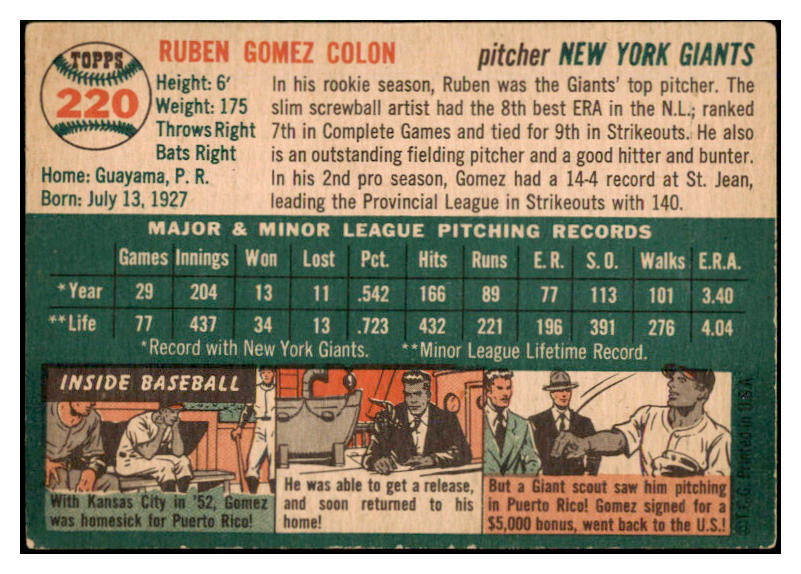 TOPPS
220
RUBEN GOMEZ COLON
pitcher NEW YORK GIANTS
Height: 6'
Weight: 175
Throws Right
Bats Right
Home: Guayama, P. R.
Born: July 13, 1927
In his rookie season, Ruben was the Giants' top pitcher. The
slim screwball artist had the 8th best ERA in the N.L.; ranked
7th in Complete Games and tied for 9th in Strikeouts. He also
is an outstanding fielding pitcher and a good hitter and bunter.
In his 2nd pro season, Gomez had a 14-4 record at St. Jean,
leading the Provincial League in Strikeouts with 140.
MAJOR & MINOR LEAGUE PITCHING RECORDS
Games Innings Won Lost Pct. Hits Runs E. R. S. O. Walks E.R.A.
*Year 29 204 13 11 .542 166 89 77 113 101 3.40
**Life 77 437 34 13 .723 432 221 196 391 276 4.04
*Record with New York Giants. **Minor League Lifetime Record.
INSIDE BASEBALL
With Kansas City in '52, Gomez
was homesick for Puerto Rico!
He was able to get a release,
and soon returned to his
home!
But a Giant scout saw him pitching
in Puerto Rico! Gomez signed for a
$5,000 bonus, went back to the U.S.!
T. C. G. Printed in U.S.A.